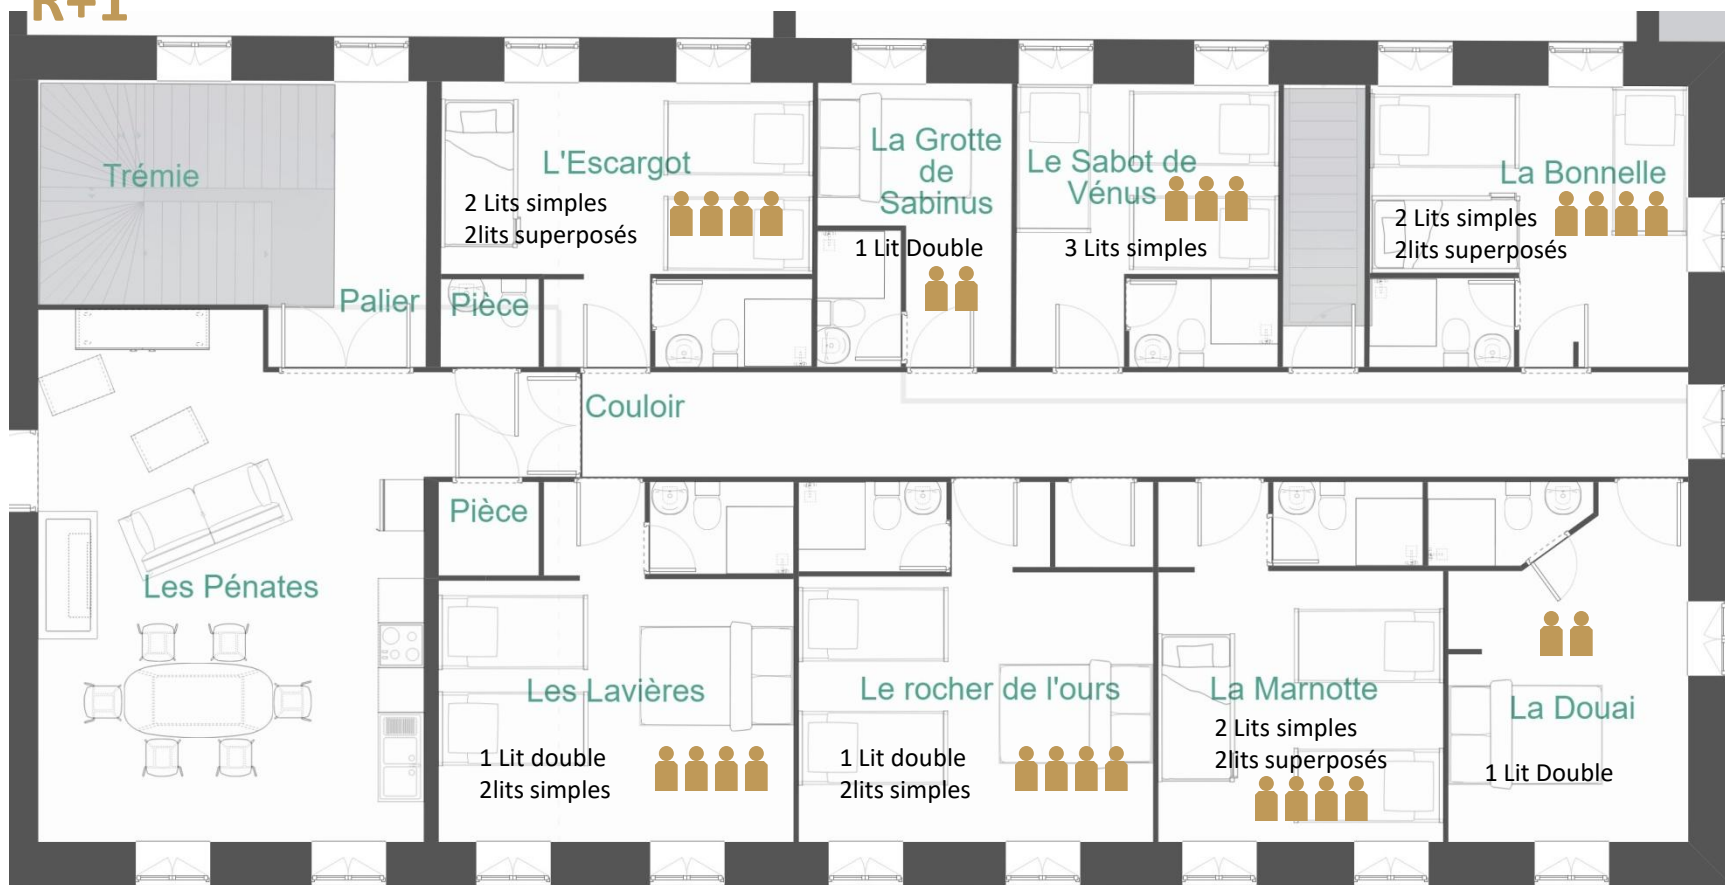 R+1
Trémie
Palier
L'Escargot
2 Lits simples
2lits superposés
Pièce
La Grotte
de
Sabinus
1 Lit Double
Le Sabot de
Vénus
3 Lits simples
La Bonnelle
2 Lits simples
2lits superposés
Couloir
Les Pénates
Pièce
Les Lavières
1 Lit double
2lits simples
Le rocher de l'ours
1 Lit double
2lits simples
La Marnotte
2 Lits simples
2lits superposés
La Douai
1 Lit Double